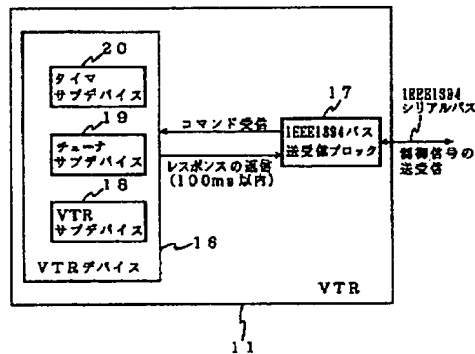 20
タイマ
サブデバイス
19
チューナ
サブデバイス
18
VTR
サブデバイス
VTRデバイス
16
コマンド受信
レスポンスの返信
(100ms以内)
17
IEEE1394バス
送受信ブロック
IEEE1394
シリアルバス
制御信号の
送受信
VTR
11